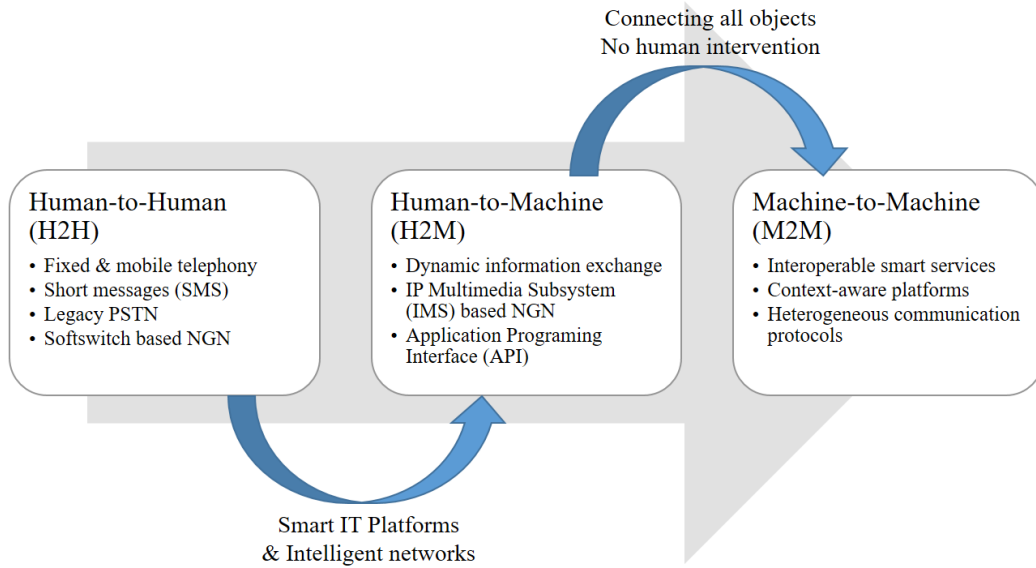 Connecting all objects
No human intervention
Human-to-Human
(H2H)
• Fixed & mobile telephony
• Short messages (SMS)
• Legacy PSTN
• Softswitch based NGN
Human-to-Machine
(H2M)
• Dynamic information exchange
• IP Multimedia Subsystem
(IMS) based NGN
• Application Programing
Interface (API)
Machine-to-Machine
(M2M)
• Interoperable smart services
• Context-aware platforms
• Heterogeneous communication
protocols
Smart IT Platforms
& Intelligent networks